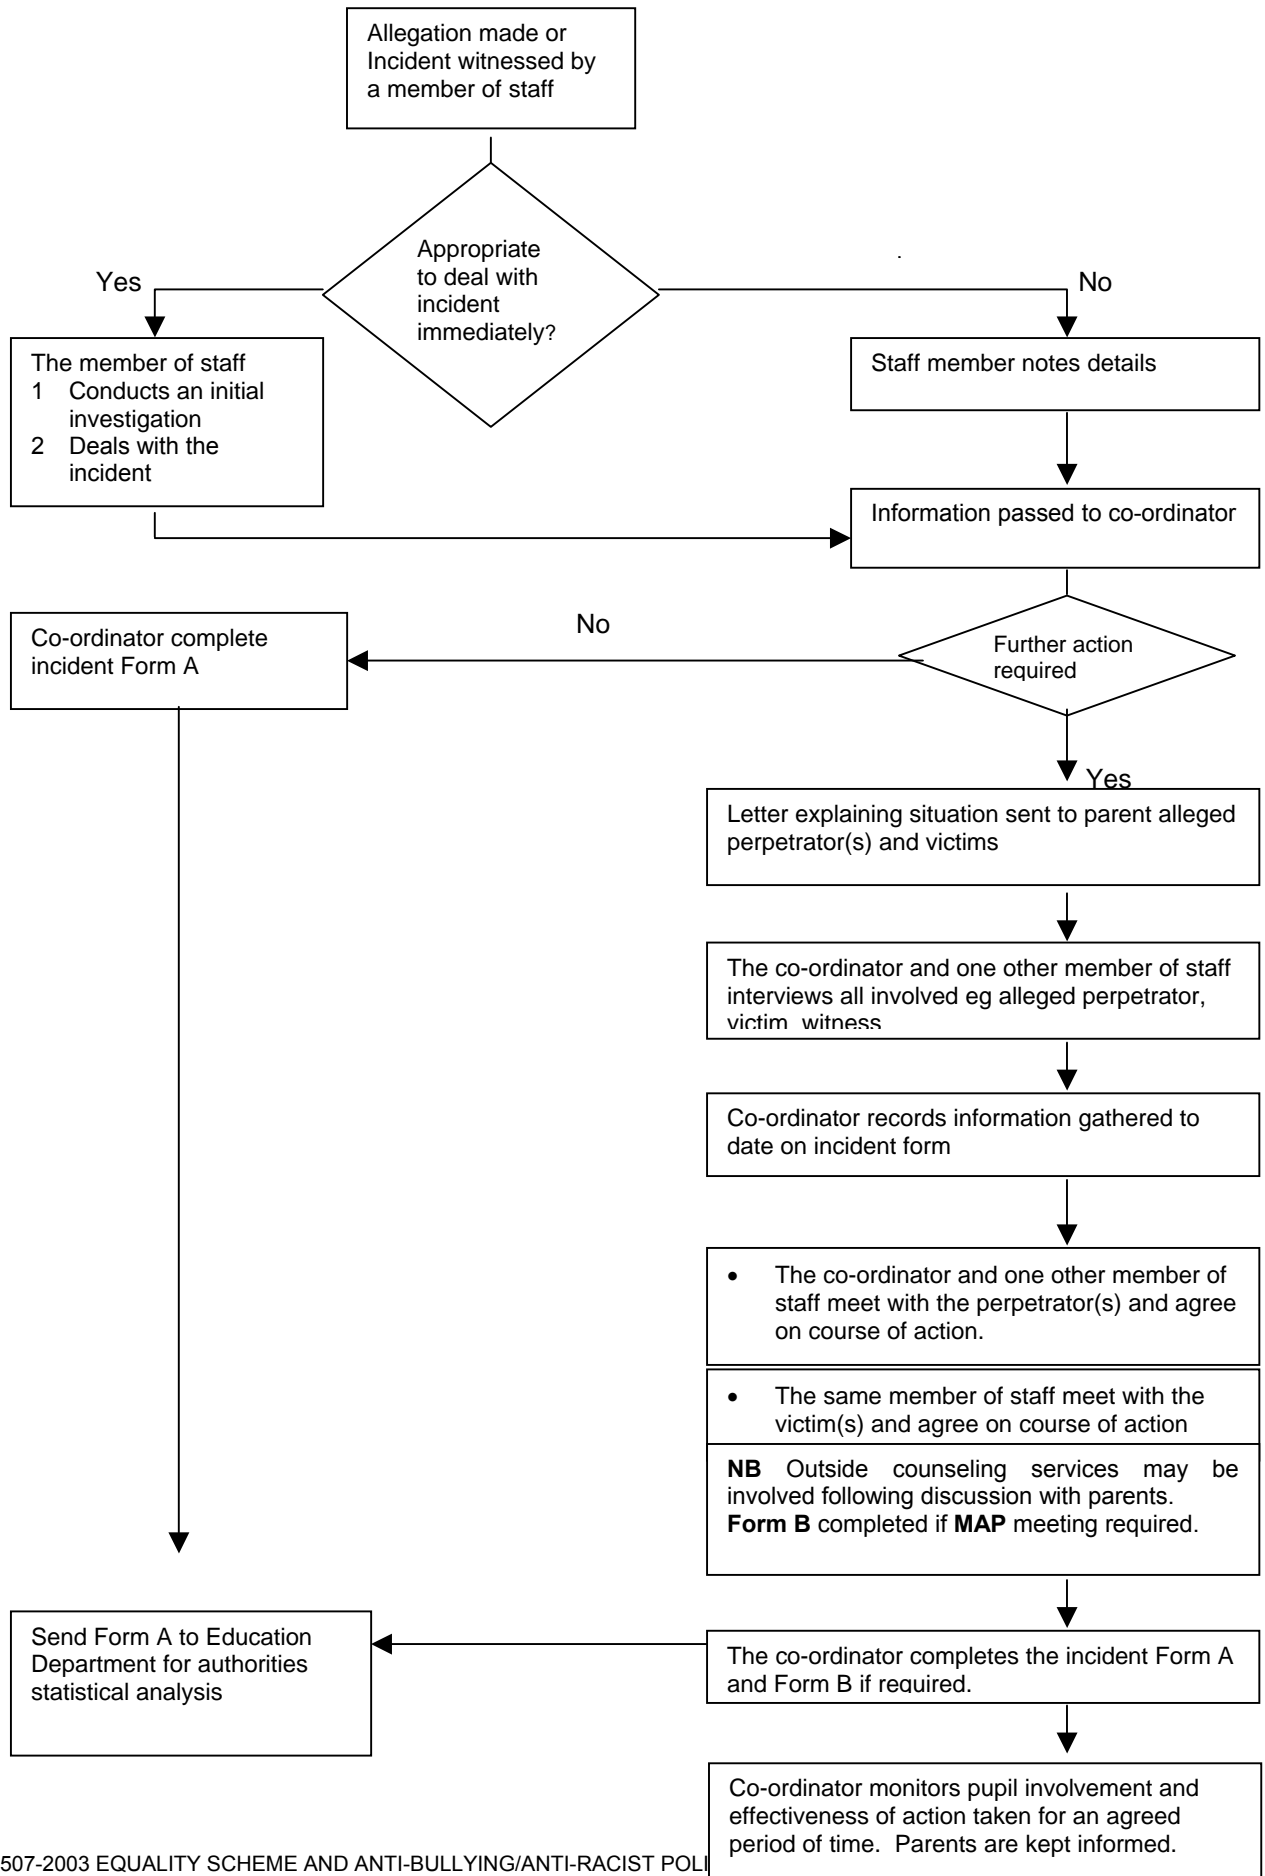 Allegation made or
Incident witnessed by
a member of staff
Appropriate
to deal with
incident
immediately?
Yes
No
The member of staff
1 Conducts an initial
investigation
2 Deals with the
incident
Staff member notes details
Information passed to co-ordinator
Further action
required
No
Co-ordinator complete
incident Form A
Yes
Letter explaining situation sent to parent alleged
perpetrator(s) and victims
The co-ordinator and one other member of staff
interviews all involved eg alleged perpetrator,
victim witness
Co-ordinator records information gathered to
date on incident form
• The co-ordinator and one other member of
staff meet with the perpetrator(s) and agree
on course of action.
• The same member of staff meet with the
victim(s) and agree on course of action
NB Outside counseling services may be
involved following discussion with parents.
Form B completed if MAP meeting required.
Send Form A to Education
Department for authorities
statistical analysis
The co-ordinator completes the incident Form A
and Form B if required.
Co-ordinator monitors pupil involvement and
effectiveness of action taken for an agreed
period of time. Parents are kept informed.
507-2003 EQUALITY SCHEME AND ANTI-BULLYING/ANTI-RACIST POLI